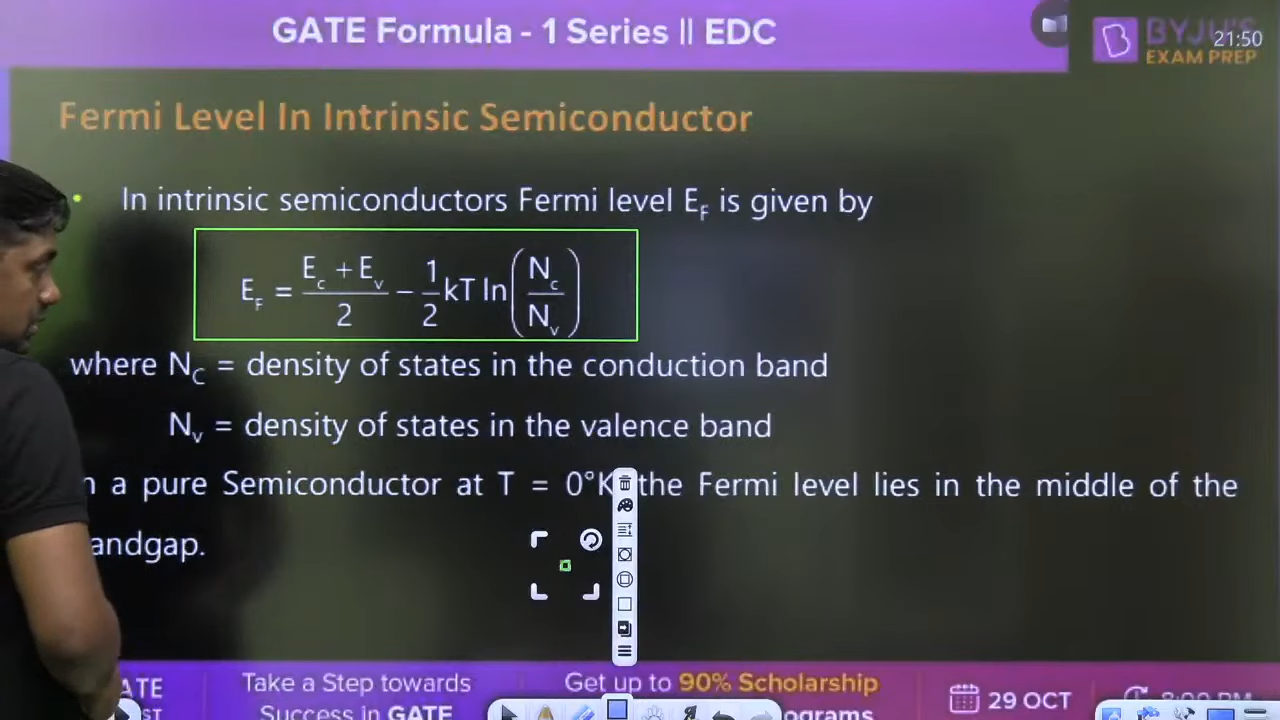 GATE Formula - 1 Series || EDC
BYJU'S
21:50
EXAM PREP
Fermi Level In Intrinsic Semiconductor
• In intrinsic semiconductors Fermi level E_F is given by
E_F = (E_c + E_v)/2 − 1/2 kT ln(N_c/N_v)
where N_C = density of states in the conduction band
N_v = density of states in the valence band
a pure Semiconductor at T = 0°K the Fermi level lies in the middle of the
Take a Step towards
Success in GATE
Get up to 90% Scholarship
29 OCT